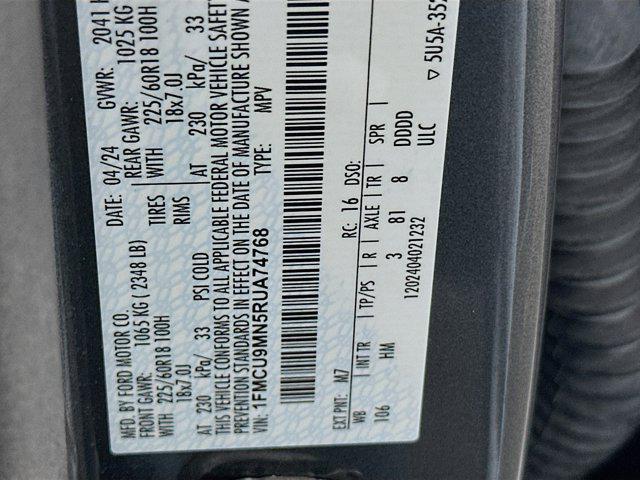 MFD. BY FORD MOTOR CO. DATE: 04/24 GVWR: 2041
FRONT GAWR: 1065 KG ( 2348 LB) REAR GAWR: 1025 KG
WITH 225/60R18 100H TIRES WITH 225/60R18 100H
18x7.0J RIMS 18x7.0J
AT 230 kPa/ 33 PSI COLD AT 230 kPa/ 33
THIS VEHICLE CONFORMS TO ALL APPLICABLE FEDERAL MOTOR VEHICLE SAFETY
PREVENTION STANDARDS IN EFFECT ON THE DATE OF MANUFACTURE SHOWN
VIN: 1FMCU9MN5RUA74768 TYPE: MPV
EXT PNT: M7 RC: 16 DSO:
WB INT TR TP/PS R AXLE TR SPR
106 HM 3 81 8 DDDD
ULC
120240402123​2
▽ 5U5A-352